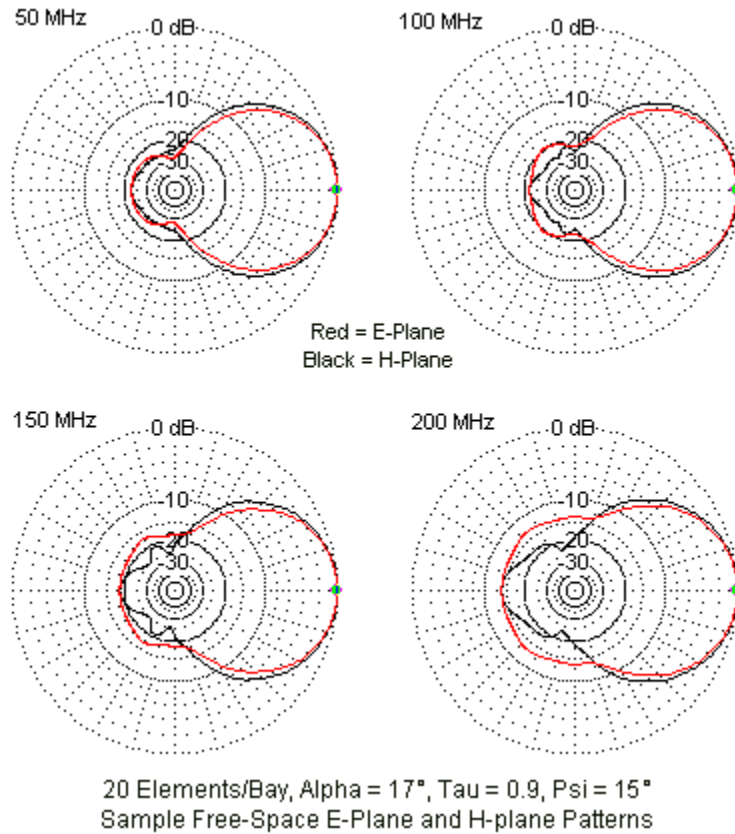 50 MHz
0 dB
-10
20
30
100 MHz
0 dB
-10
20
30
Red = E-Plane
Black = H-Plane
150 MHz
0 dB
-10
20
-30
200 MHz
0 dB
-10
20
-30
20 Elements/Bay, Alpha = 17°, Tau = 0.9, Psi = 15°
Sample Free-Space E-Plane and H-plane Patterns